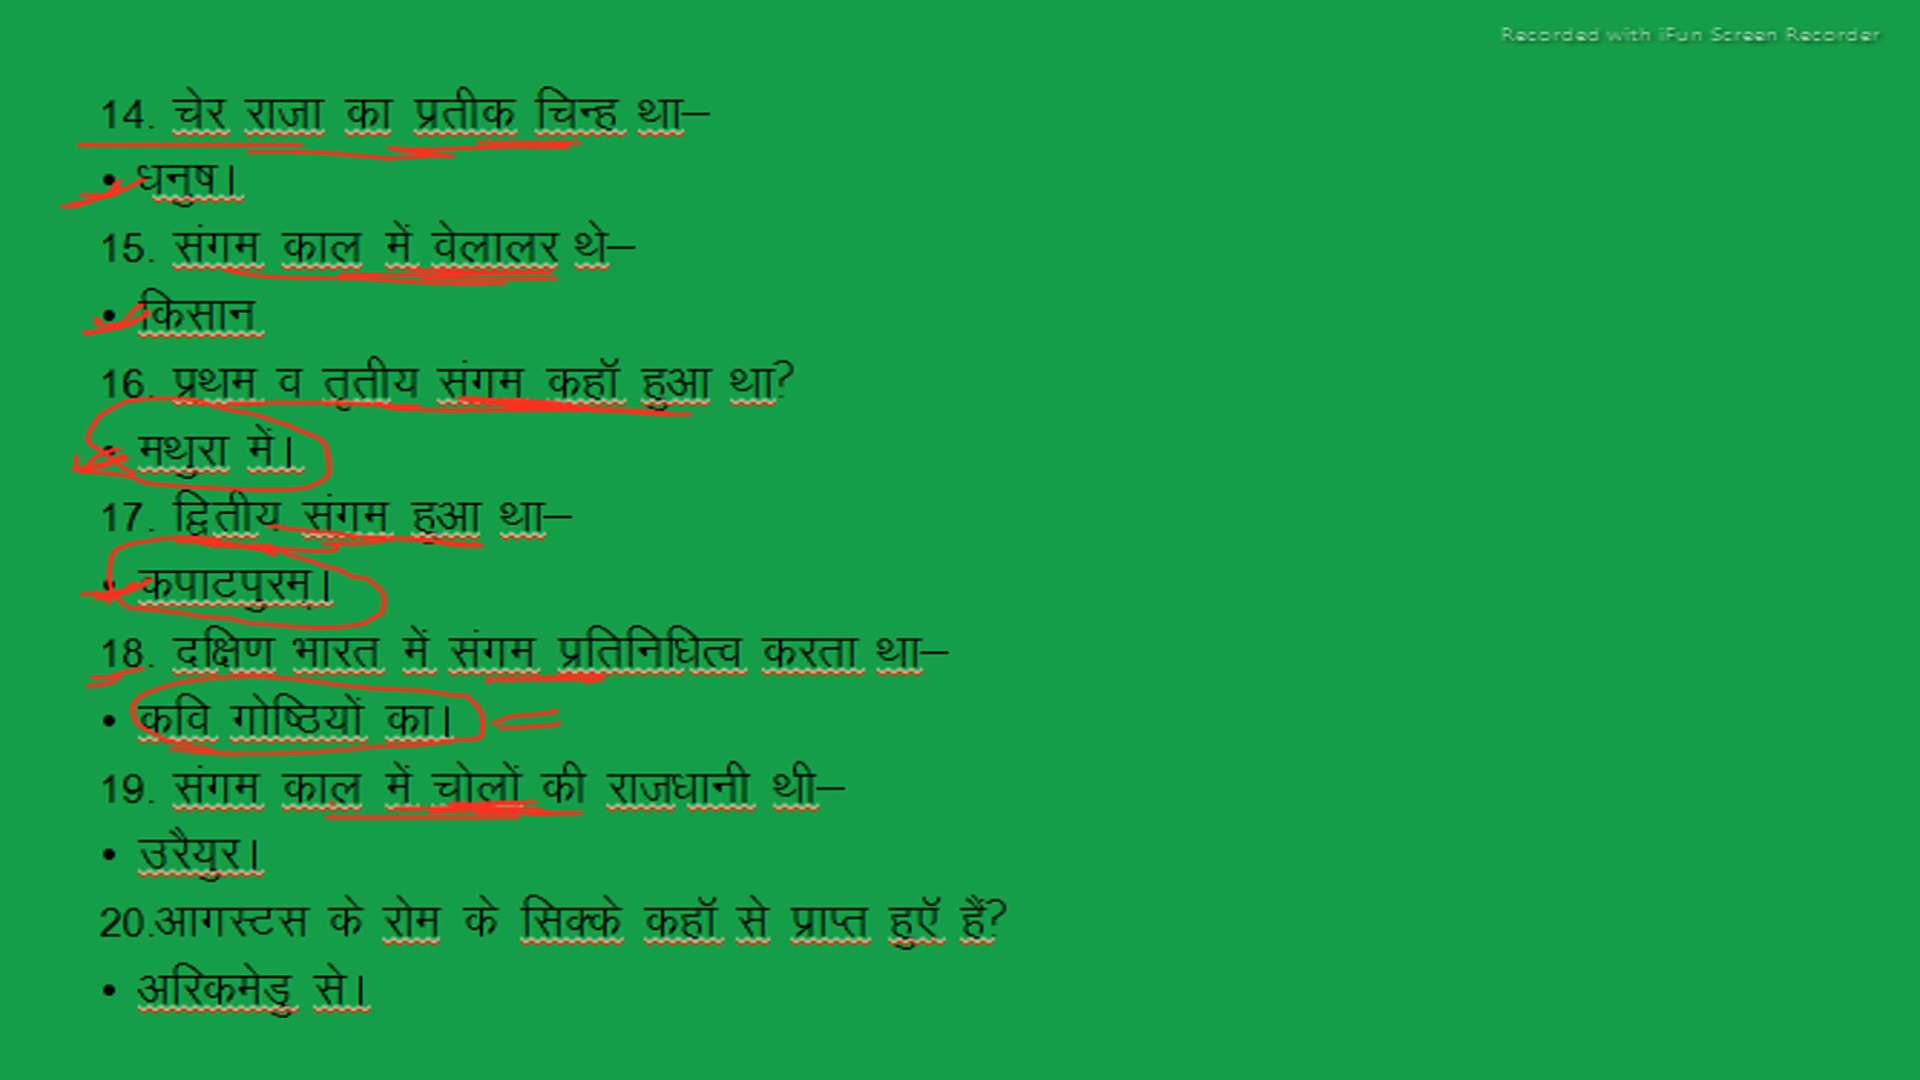 Recorded with iFun Screen Recorder
14. चेर राजा का प्रतीक चिन्ह था–
• धनुष।
15. संगम काल में वेलालर थे–
• किसान
16. प्रथम व तृतीय संगम कहॉ हुआ था?
• मथुरा में।
17. द्वितीय संगम हुआ था–
• कपाटपुरम्।
18. दक्षिण भारत में संगम प्रतिनिधित्व करता था–
• कवि गोष्ठियों का।
19. संगम काल में चोलों की राजधानी थी–
• उरैयुर।
20.आगस्टस के रोम के सिक्के कहॉ से प्राप्त हुऍ हैं?
• अरिकमेडु से।